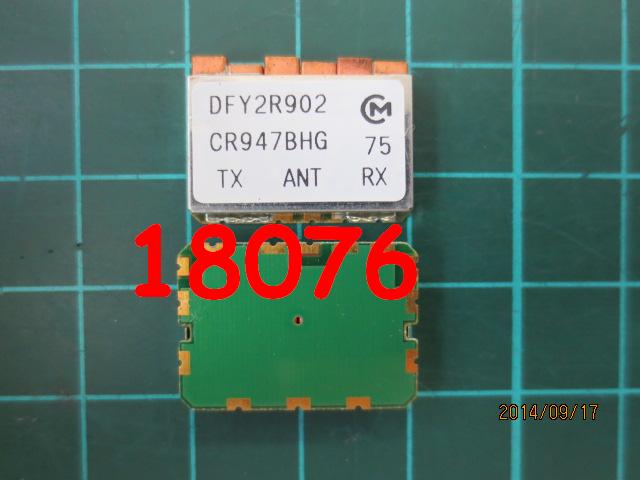 DFY2R902
CR947BHG 75
TX ANT RX
18076
2014/09/17